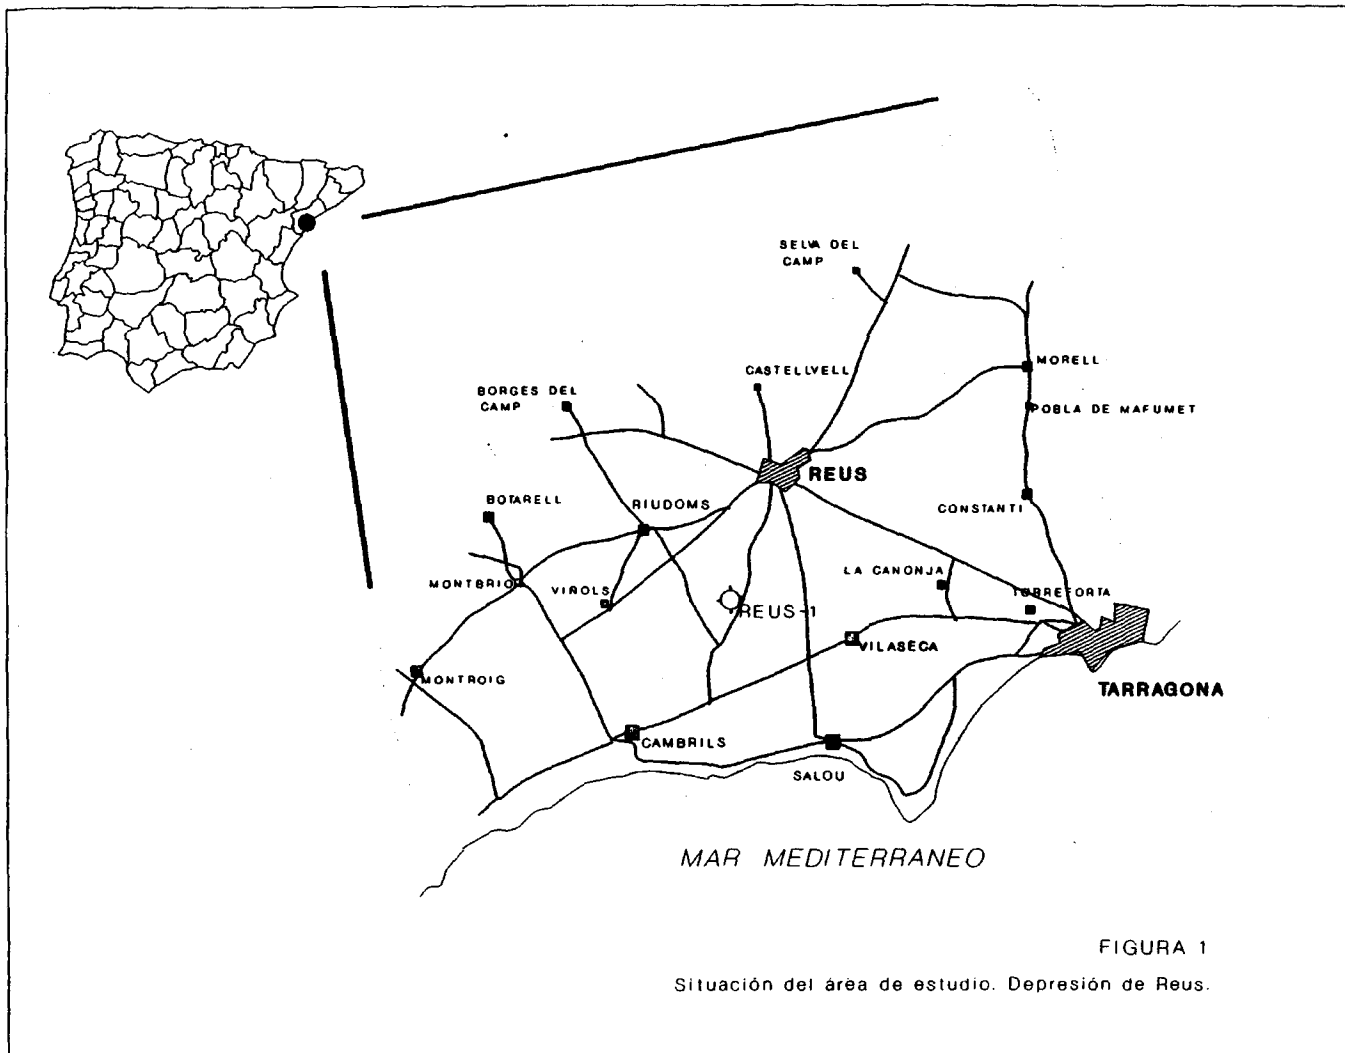 SELVA DEL
CAMP
MORELL
CASTELLVELL
BORGES DEL
CAMP
POBLA DE MAFUMET
REUS
BOTARELL
RIUDOMS
CONSTANTI
LA CANONJA
MONTBRIO
VIÑOLS
TORREFORTA
REUS-1
VILASECA
MONTROIG
TARRAGONA
CAMBRILS
SALOU
MAR MEDITERRANEO
FIGURA 1
Situación del área de estudio. Depresión de Reus.